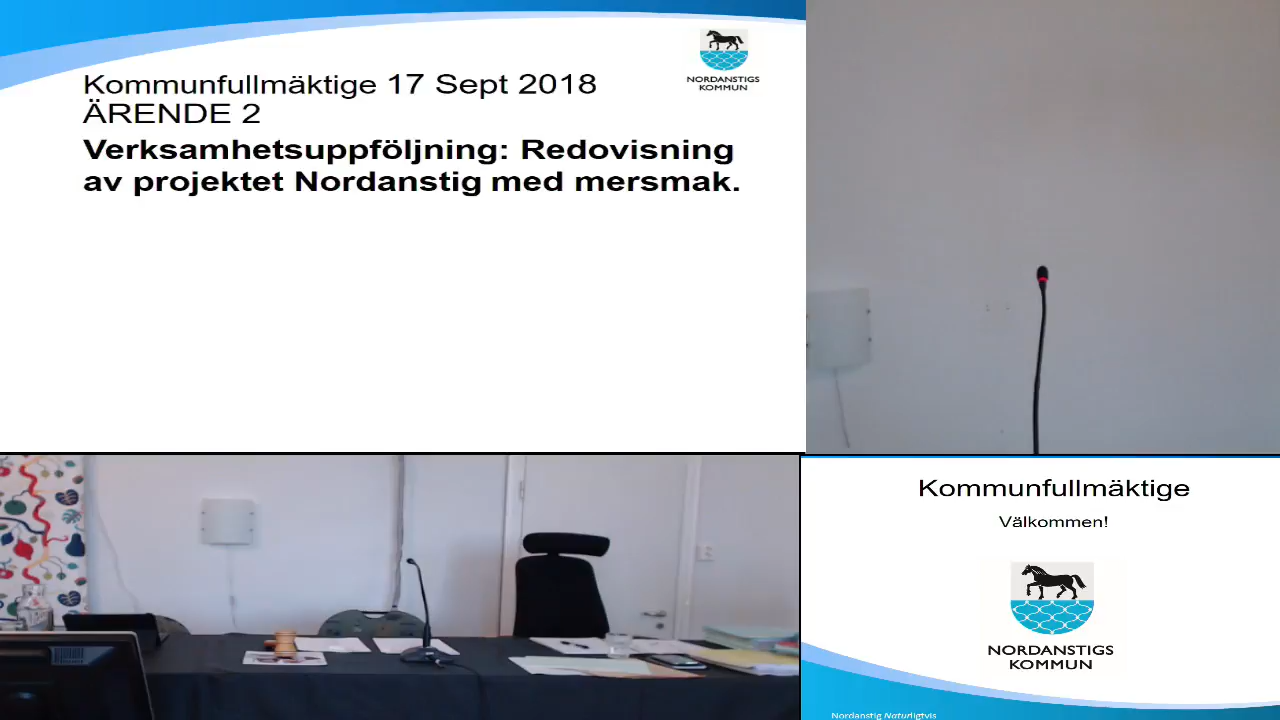 Kommunfullmäktige 17 Sept 2018
ÄRENDE 2
Verksamhetsuppföljning: Redovisning
av projektet Nordanstig med mersmak.
NORDANSTIGS
KOMMUN
Kommunfullmäktige
Välkommen!
NORDANSTIGS
KOMMUN
Nordanstig Naturligtvis